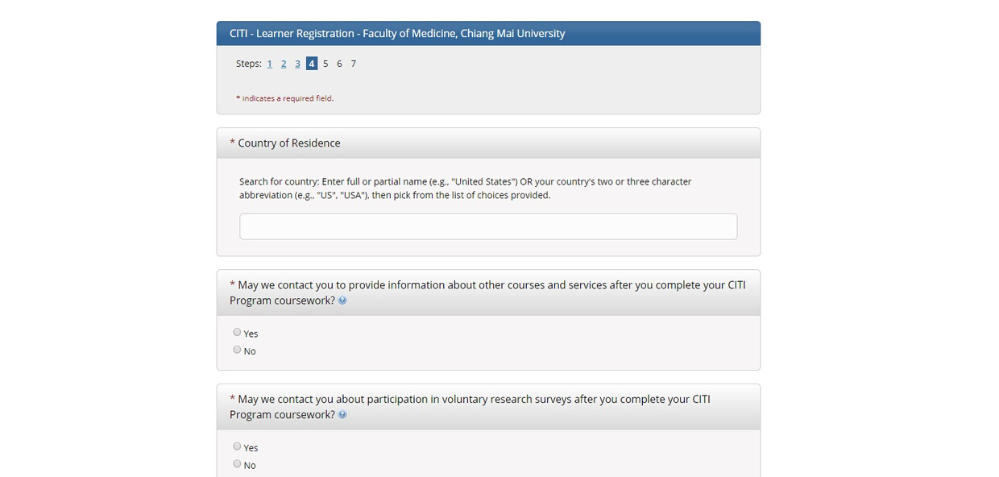 CITI - Learner Registration - Faculty of Medicine, Chiang Mai University
Steps: 1 2 3 4 5 6 7
* indicates a required field.
* Country of Residence
Search for country: Enter full or partial name (e.g., "United States") OR your country's two or three character
abbreviation (e.g., "US", "USA"), then pick from the list of choices provided.
* May we contact you to provide information about other courses and services after you complete your CITI
Program coursework?
Yes
No
* May we contact you about participation in voluntary research surveys after you complete your CITI
Program coursework?
Yes
No